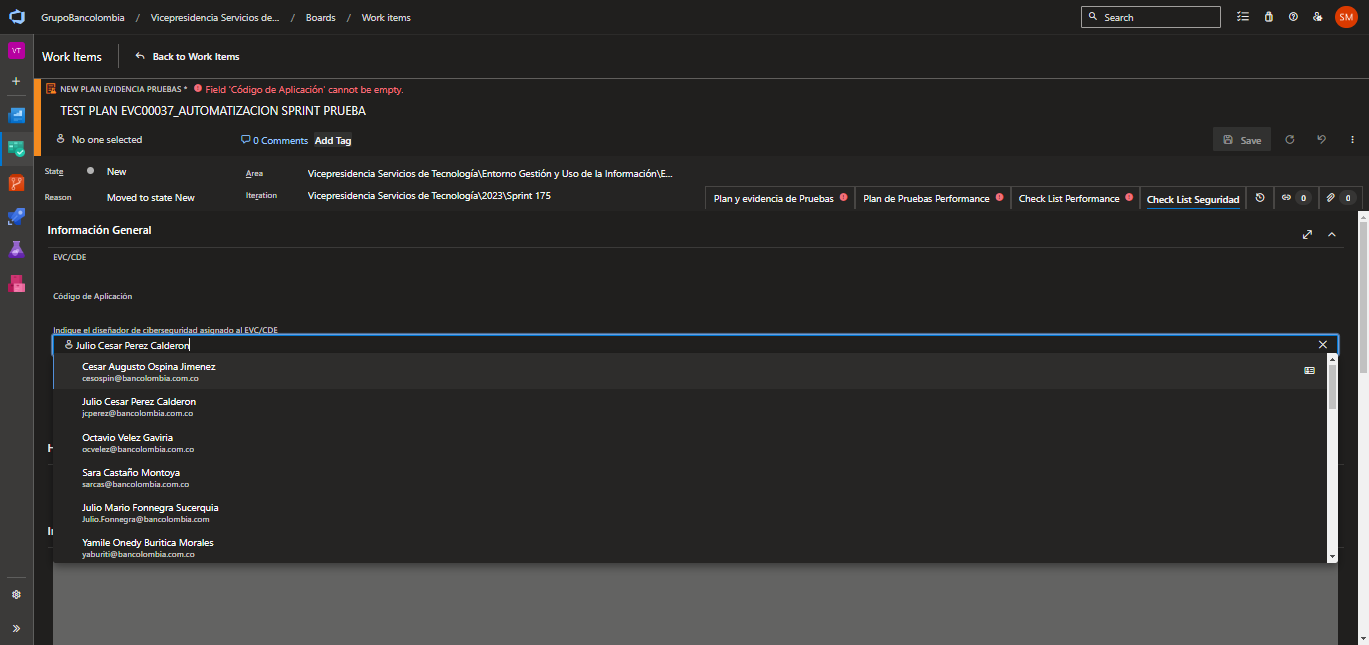 GrupoBancolombia / Vicepresidencia Servicios de... / Boards / Work items
Search
SM
VT
Work Items
Back to Work Items
NEW PLAN EVIDENCIA PRUEBAS * Field 'Código de Aplicación' cannot be empty.
TEST PLAN EVC00037_AUTOMATIZACION SPRINT PRUEBA
No one selected
0 Comments
Add Tag
Save
State
New
Area
Vicepresidencia Servicios de Tecnología\Entorno Gestión y Uso de la Información\E...
Reason
Moved to state New
Iteration
Vicepresidencia Servicios de Tecnología\2023\Sprint 175
Plan y evidencia de Pruebas
Plan de Pruebas Performance
Check List Performance
Check List Seguridad
0
0
Información General
EVC/CDE
Código de Aplicación
Indique el diseñador de ciberseguridad asignado al EVC/CDE
Julio Cesar Perez Calderon
Cesar Augusto Ospina Jimenez
cesospin@bancolombia.com.co
Julio Cesar Perez Calderon
jcperez@bancolombia.com.co
Octavio Velez Gaviria
ocvelez@bancolombia.com.co
Sara Castaño Montoya
sarcas@bancolombia.com.co
Julio Mario Fonnegra Sucerquia
Julio.Fonnegra@bancolombia.com
Yamile Onedy Buritica Morales
yaburiti@bancolombia.com.co